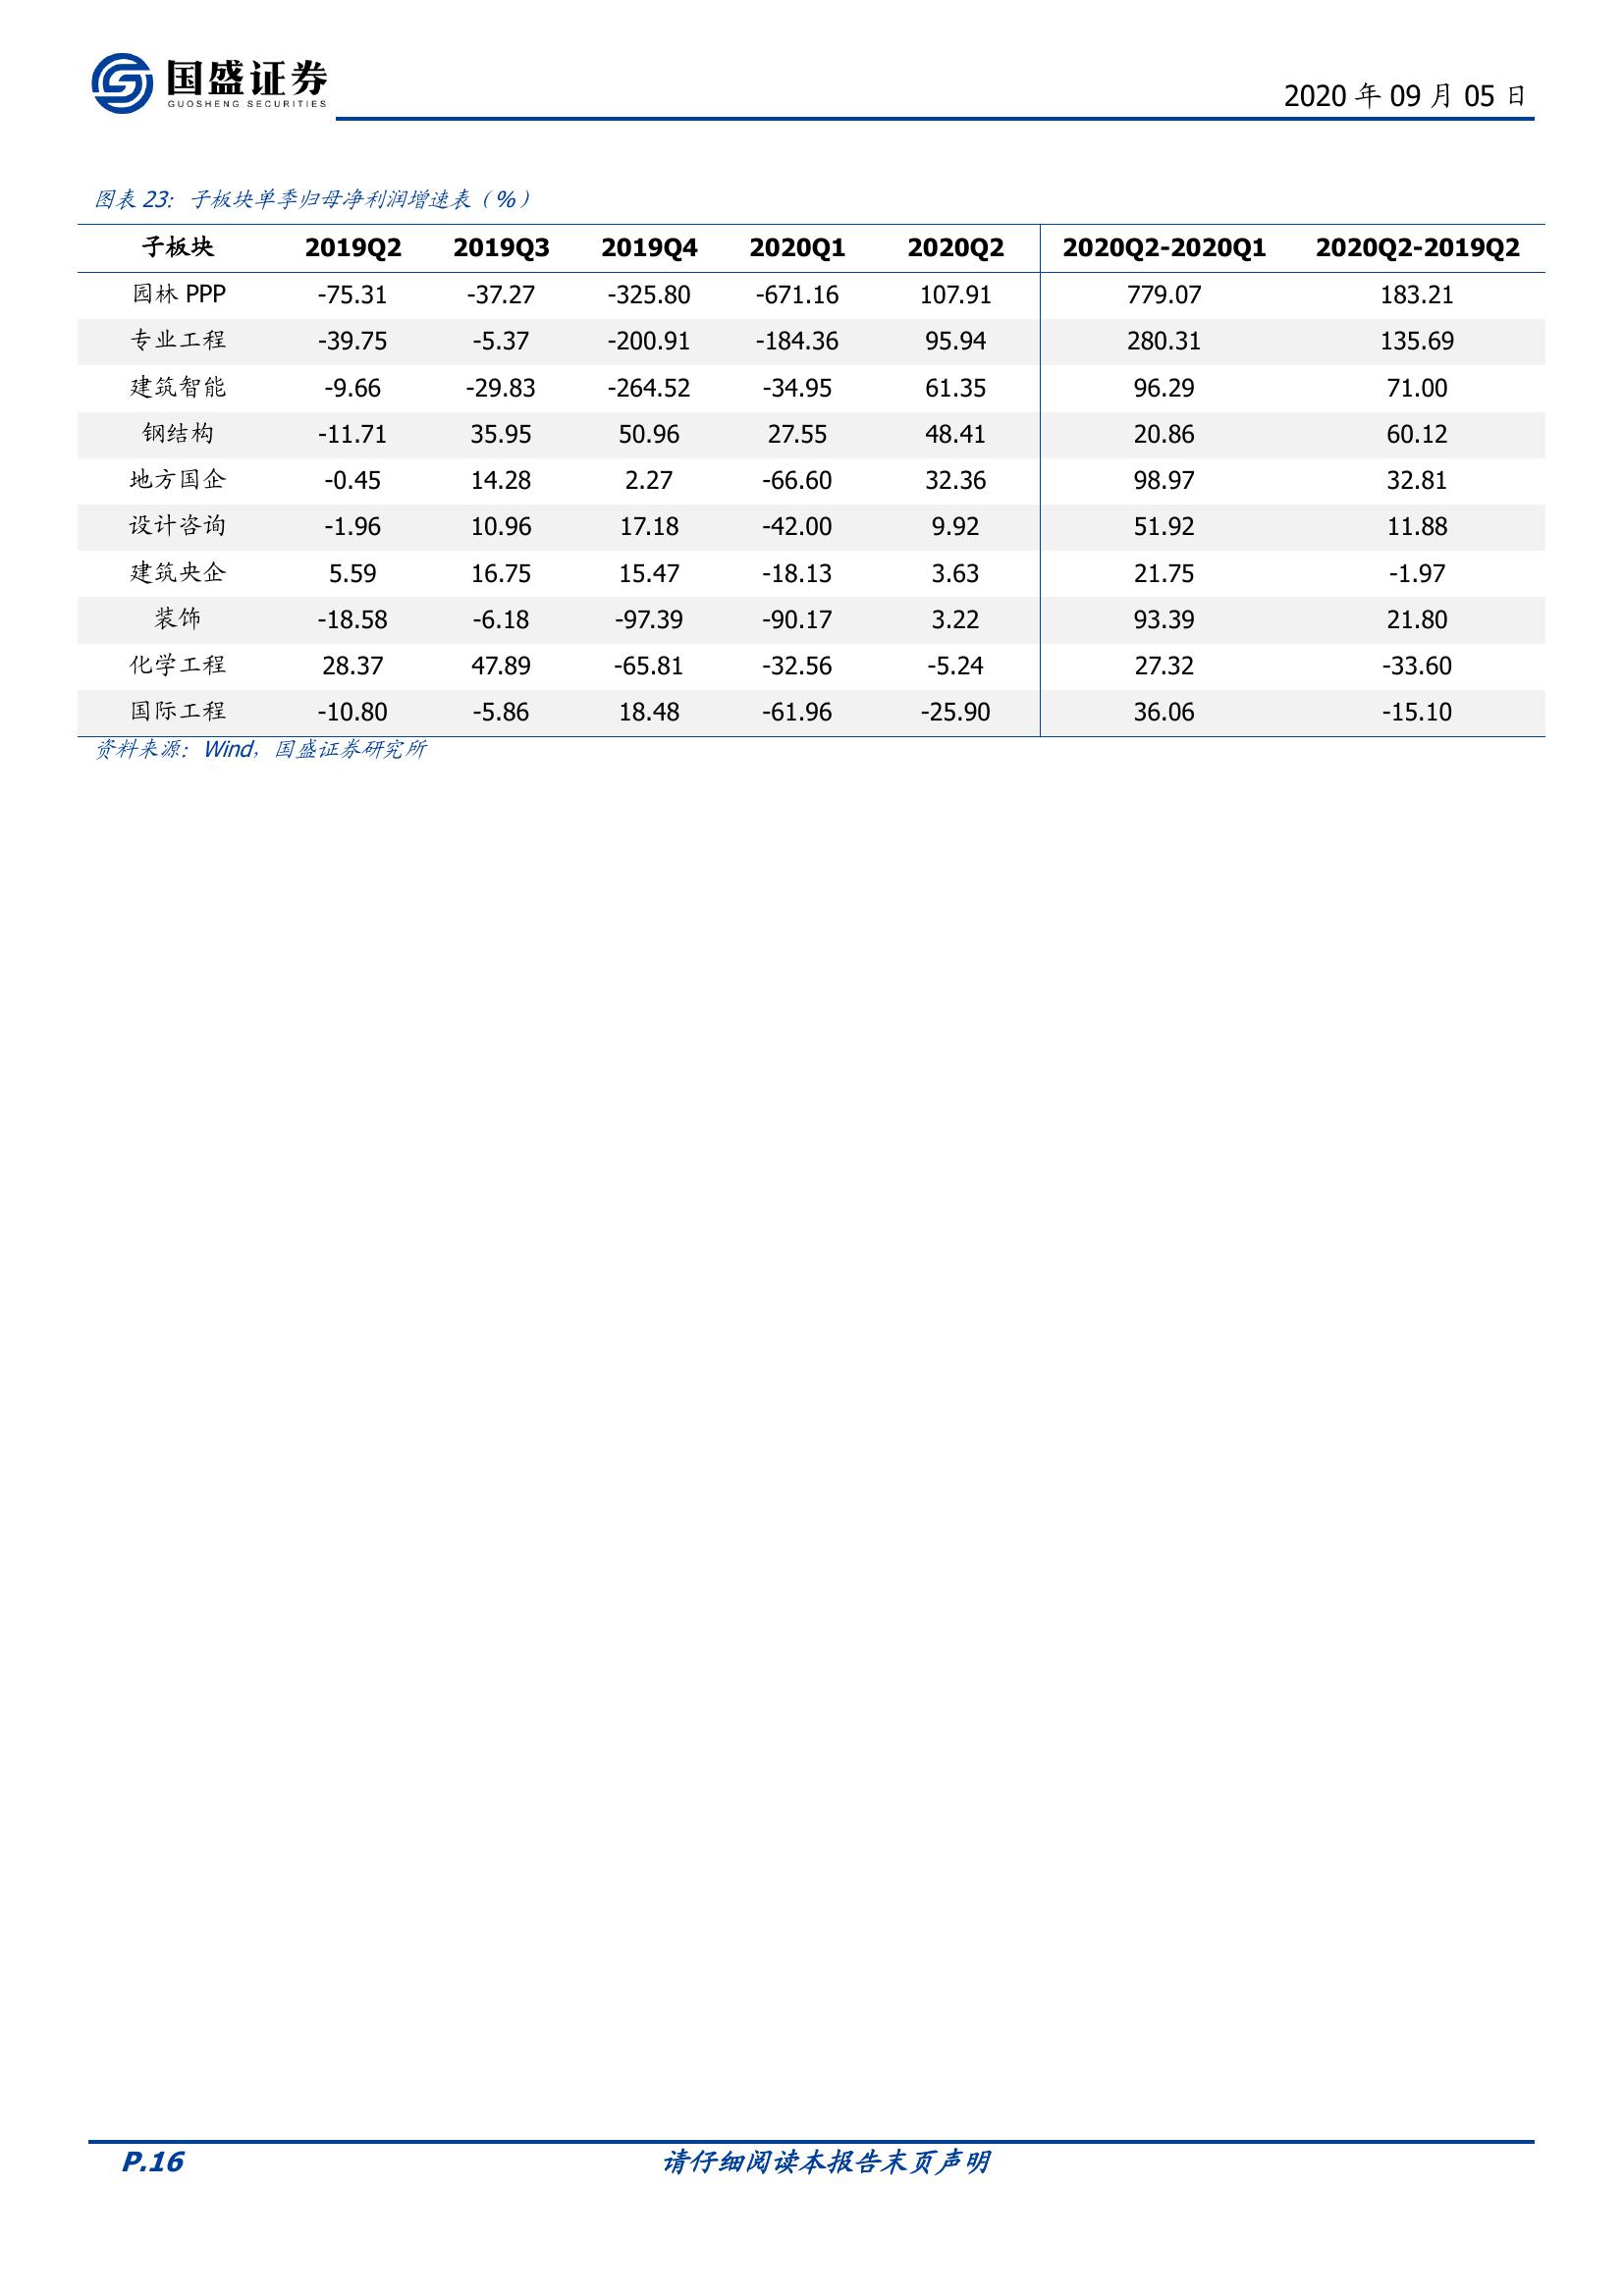 国盛证券
GUOSHENG SECURITIES
2020 年 09 月 05 日
图表 23: 子板块单季归母净利润增速表（%）
子板块 2019Q2 2019Q3 2019Q4 2020Q1 2020Q2 2020Q2-2020Q1 2020Q2-2019Q2
园林 PPP -75.31 -37.27 -325.80 -671.16 107.91 779.07 183.21
专业工程 -39.75 -5.37 -200.91 -184.36 95.94 280.31 135.69
建筑智能 -9.66 -29.83 -264.52 -34.95 61.35 96.29 71.00
钢结构 -11.71 35.95 50.96 27.55 48.41 20.86 60.12
地方国企 -0.45 14.28 2.27 -66.60 32.36 98.97 32.81
设计咨询 -1.96 10.96 17.18 -42.00 9.92 51.92 11.88
建筑央企 5.59 16.75 15.47 -18.13 3.63 21.75 -1.97
装饰 -18.58 -6.18 -97.39 -90.17 3.22 93.39 21.80
化学工程 28.37 47.89 -65.81 -32.56 -5.24 27.32 -33.60
国际工程 -10.80 -5.86 18.48 -61.96 -25.90 36.06 -15.10
资料来源: Wind, 国盛证券研究所
P.16 请仔细阅读本报告末页声明